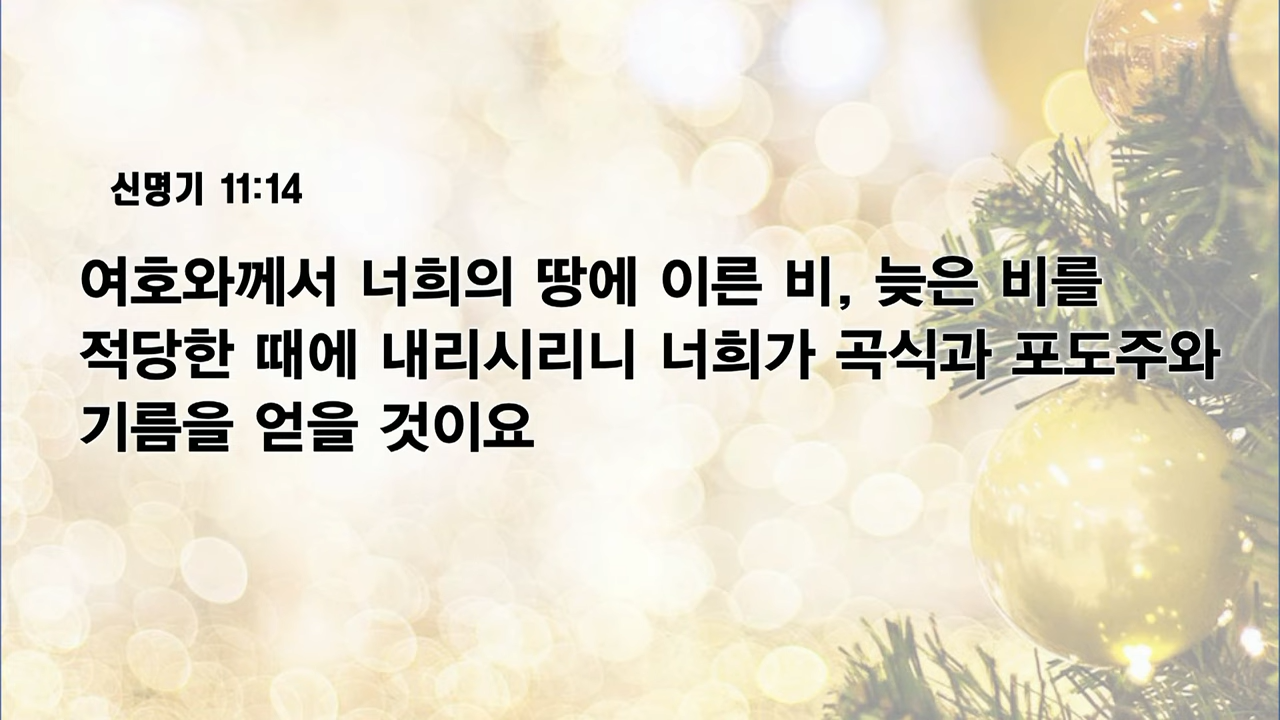 신명기 11:14
여호와께서 너희의 땅에 이른 비, 늦은 비를
적당한 때에 내리시리니 너희가 곡식과 포도주와
기름을 얻을 것이요